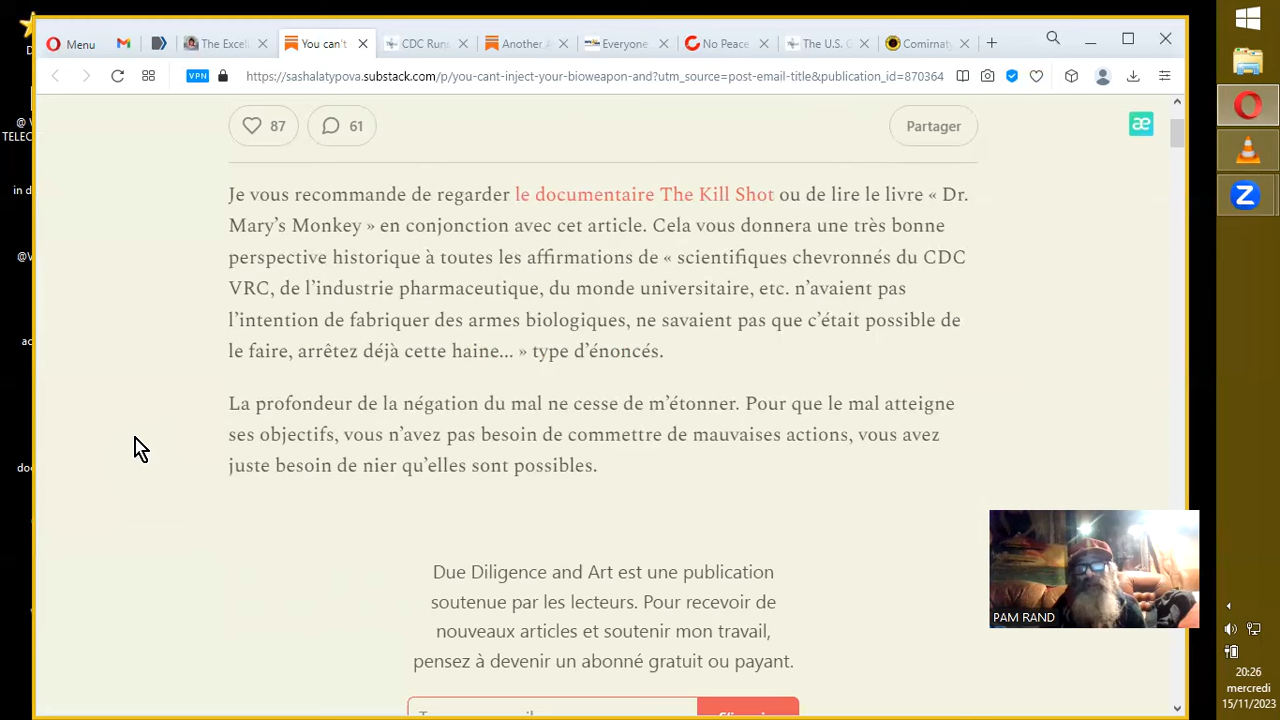 Menu
The Excell
You can't
CDC Run
Another A
Everyone
No Peace
The U.S. C
Comirnaty
VPN
https://sashalatypova.substack.com/p/you-cant-inject-your-bioweapon-and?utm_source=post-email-title&publication_id=870364
87
61
Partager
Je vous recommande de regarder le documentaire The Kill Shot ou de lire le livre « Dr.
Mary's Monkey » en conjonction avec cet article. Cela vous donnera une très bonne
perspective historique à toutes les affirmations de « scientifiques chevronnés du CDC
VRC, de l'industrie pharmaceutique, du monde universitaire, etc. n'avaient pas
l'intention de fabriquer des armes biologiques, ne savaient pas que c'était possible de
le faire, arrêtez déjà cette haine... » type d'énoncés.
La profondeur de la négation du mal ne cesse de m'étonner. Pour que le mal atteigne
ses objectifs, vous n'avez pas besoin de commettre de mauvaises actions, vous avez
juste besoin de nier qu'elles sont possibles.
Due Diligence and Art est une publication
soutenue par les lecteurs. Pour recevoir de
nouveaux articles et soutenir mon travail,
pensez à devenir un abonné gratuit ou payant.
PAM RAND
TELEC
in d
20:26
mercredi
15/11/2023